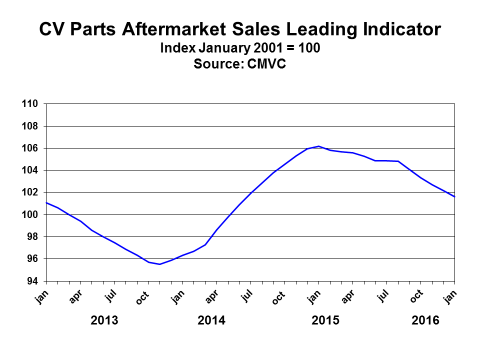 CV Parts Aftermarket Sales Leading Indicator
Index January 2001 = 100
Source: CMVC
110
108
106
104
102
100
98
96
94
jan apr jul oct jan apr jul oct jan apr jul oct jan
2013 2014 2015 2016